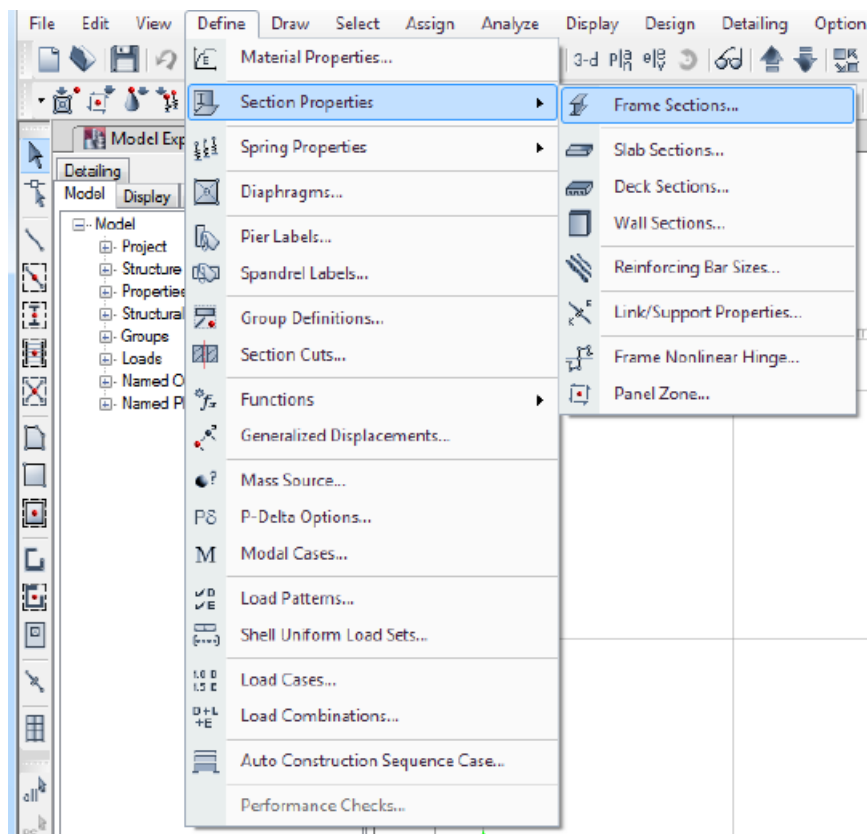 File Edit View Define Draw Select Assign Analyze Display Design Detailing Option
Material Properties...
3-d
Section Properties
Frame Sections...
Model Exp
Spring Properties
Slab Sections...
Detailing
Model Display
Diaphragms...
Deck Sections...
Model
Pier Labels...
Wall Sections...
Project
Structure
Spandrel Labels...
Reinforcing Bar Sizes...
Properties
Structural
Group Definitions...
Link/Support Properties...
Groups
Loads
Section Cuts...
Frame Nonlinear Hinge...
Named O
Named Pl
Functions
Panel Zone...
Generalized Displacements...
Mass Source...
Pδ P-Delta Options...
M Modal Cases...
Load Patterns...
Shell Uniform Load Sets...
Load Cases...
D+L
+E
Load Combinations...
Auto Construction Sequence Case...
all
Performance Checks...